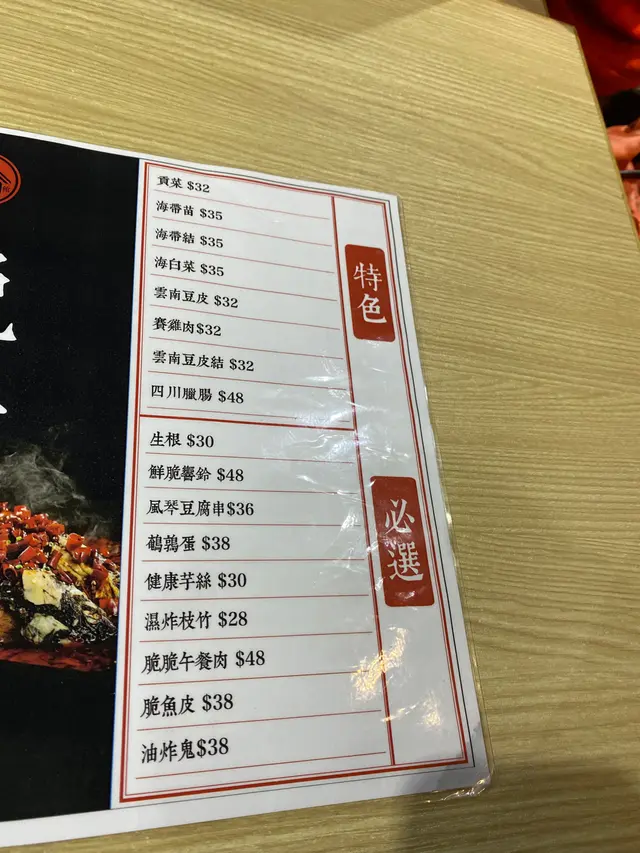 貢菜 $32
海帶苗 $35
海帶結 $35
海白菜 $35
雲南豆皮 $32
賽雞肉$32
雲南豆皮結 $32
四川臘腸 $48
特色
生根 $30
鮮脆響鈴 $48
風琴豆腐串$36
鵪鶉蛋 $38
健康芋絲 $30
濕炸枝竹 $28
脆脆午餐肉 $48
脆魚皮 $38
油炸鬼$38
必選